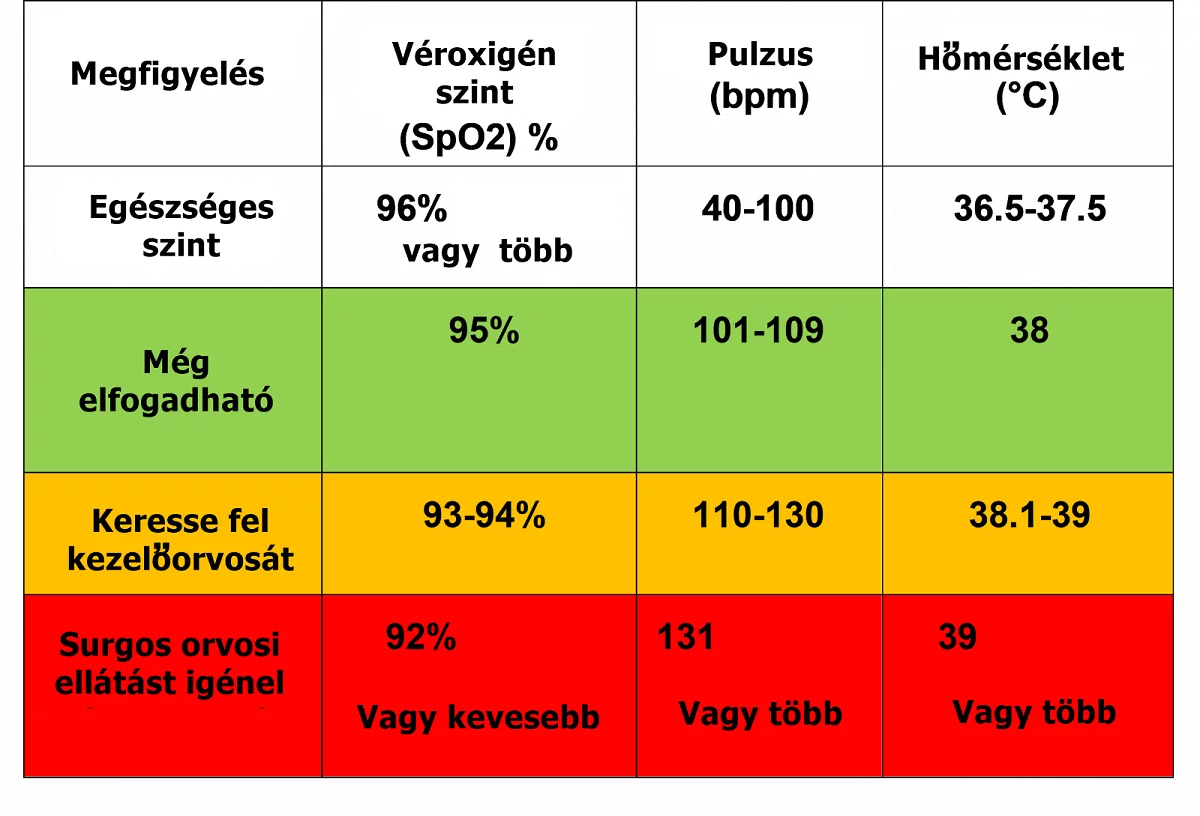 Megfigyelés
Véroxigén
szint
(SpO2) %
Pulzus
(bpm)
Hőmérséklet
(°C)
Egészséges
szint
96%
vagy több
40-100
36.5-37.5
Még
elfogadható
95%
101-109
38
Keresse fel
kezelőorvosát
93-94%
110-130
38.1-39
Surgos orvosi
ellátást igénel
92%
Vagy kevesebb
131
Vagy több
39
Vagy több